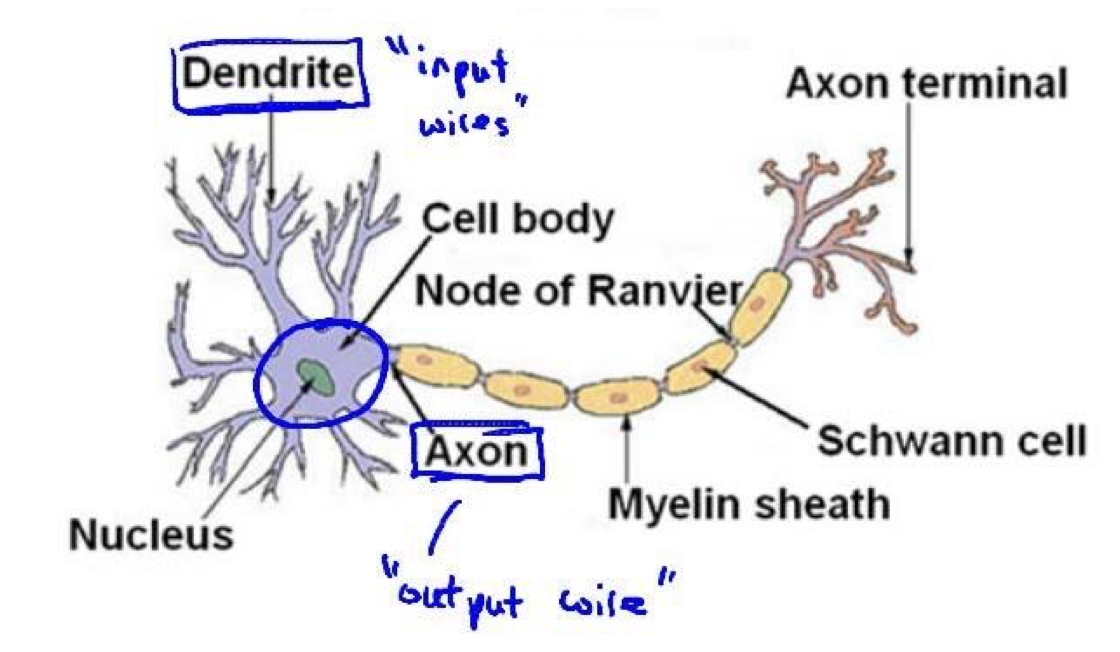 Dendrite
"input
wires"
Axon terminal
Cell body
Node of Ranvier
Axon
Schwann cell
Myelin sheath
Nucleus
"output wire"